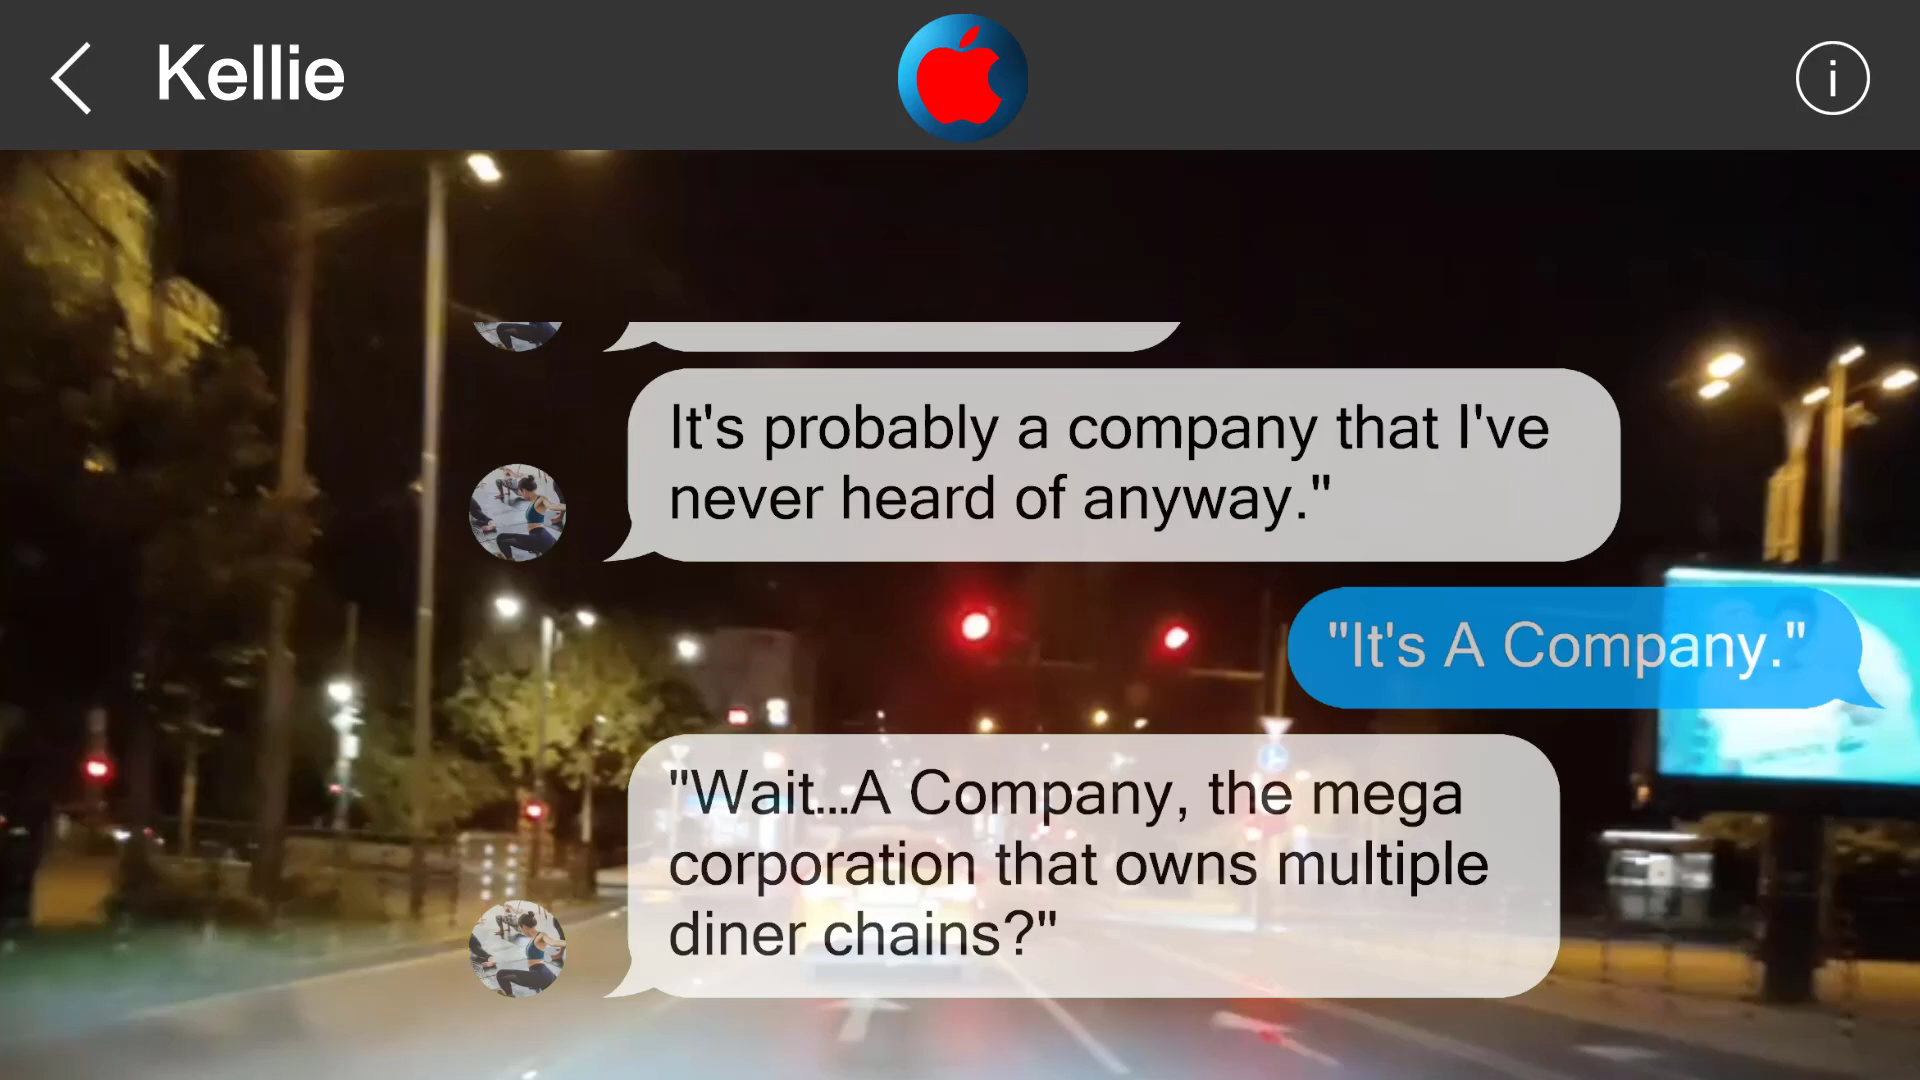 Kellie
i
It's probably a company that I've
never heard of anyway."
"It's A Company."
"Wait...A Company, the mega
corporation that owns multiple
diner chains?"